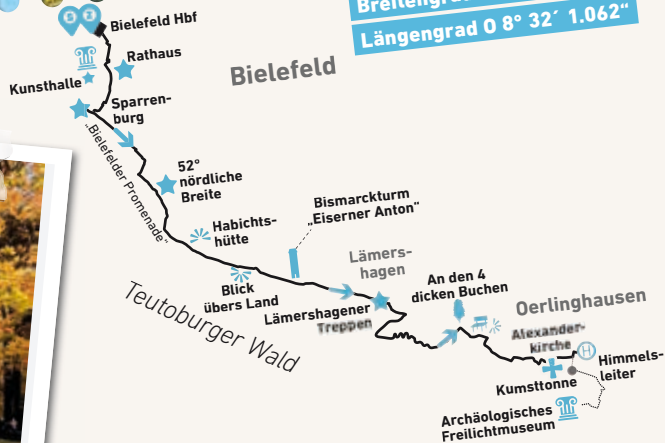 Breitengrad
Längengrad O 8° 32´ 1.062“
Bielefeld Hbf
Rathaus
Kunsthalle
Bielefeld
Sparren-
burg
„Bielefelder Promenade“
52°
nördliche
Breite
Bismarckturm
„Eiserner Anton“
Habichts-
hütte
Lämers-
hagen
Blick
übers Land
An den 4
dicken Buchen
Lämershagener
Treppen
Teutoburger Wald
Oerlinghausen
Alexander-
kirche
H
Himmels-
leiter
Kumsttonne
Archäologisches
Freilichtmuseum